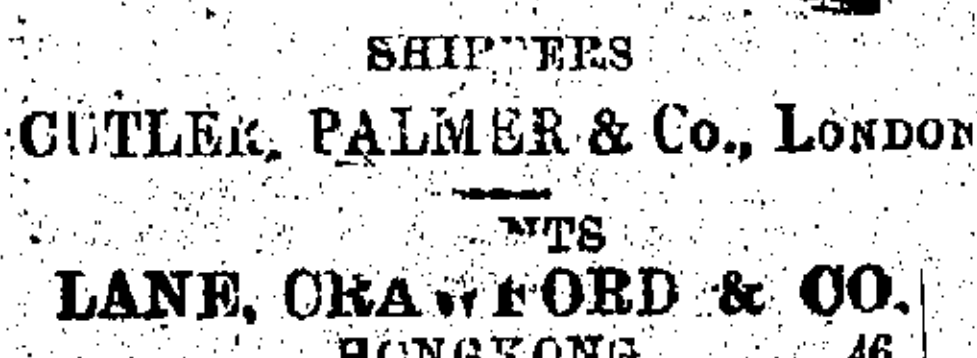 SHIPPERS
CUTLER, PALMER & Co., LONDON
LANE, CRAWFORD & CO.
HONGKONG 46